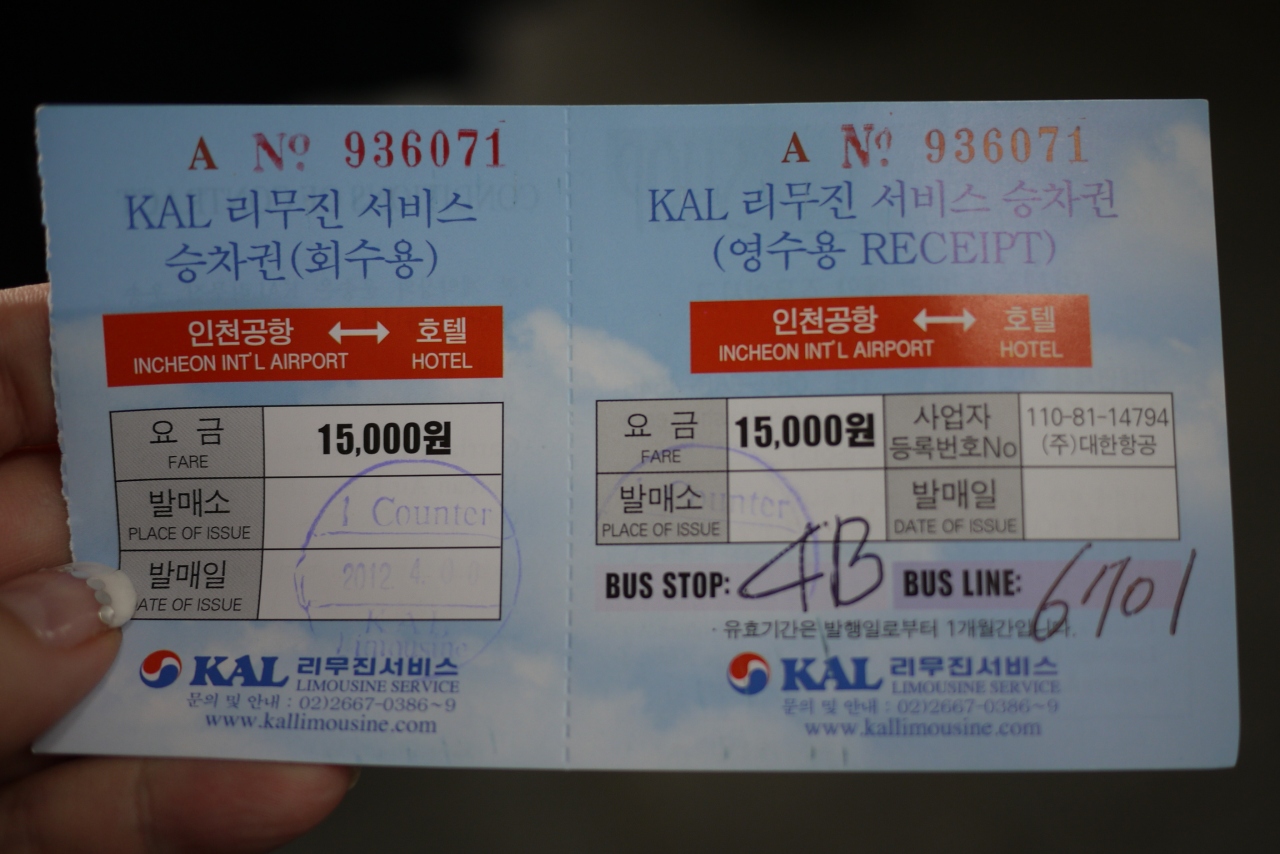 A No 936071
KAL 리무진 서비스
승차권(회수용)
인천공항 ↔ 호텔
INCHEON INT'L AIRPORT HOTEL
요 금 15,000원
FARE
발매소
PLACE OF ISSUE
발매일
ATE OF ISSUE
1 Counter
2012. 4.
KAL
Limousine
KAL 리무진서비스
LIMOUSINE SERVICE
문의 및 안내 : 02)2667-0386~9
www.kallimousine.com
A No 936071
KAL 리무진 서비스 승차권
(영수용 RECEIPT)
인천공항 ↔ 호텔
INCHEON INT'L AIRPORT HOTEL
요 금 15,000원 사업자 110-81-14794
FARE 등록번호No (주)대한항공
발매소 발매일
PLACE OF ISSUE DATE OF ISSUE
Counter
BUS STOP: 4B BUS LINE: 6701
· 유효기간은 발행일로부터 1개월간입니다.
KAL 리무진서비스
LIMOUSINE SERVICE
문의 및 안내 : 02)2667-0386~9
www.kallimousine.com